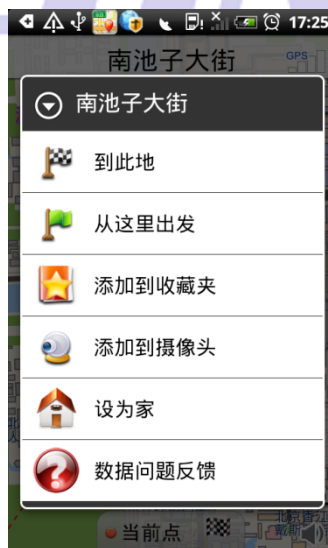 17:25
南池子大街
GPS
南池子大街
到此地
从这里出发
添加到收藏夹
添加到摄像头
设为家
数据问题反馈
当前点